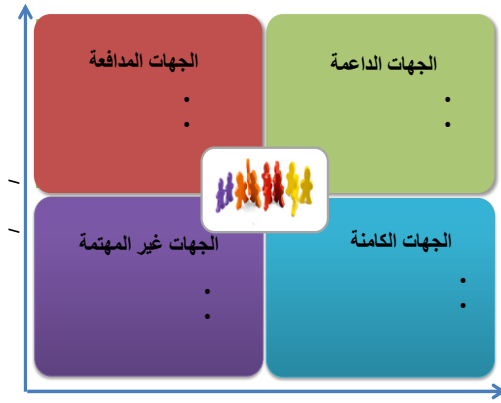 الجهات الداعمة
الجهات المدافعة
الجهات الكامنة
الجهات غير المهتمة